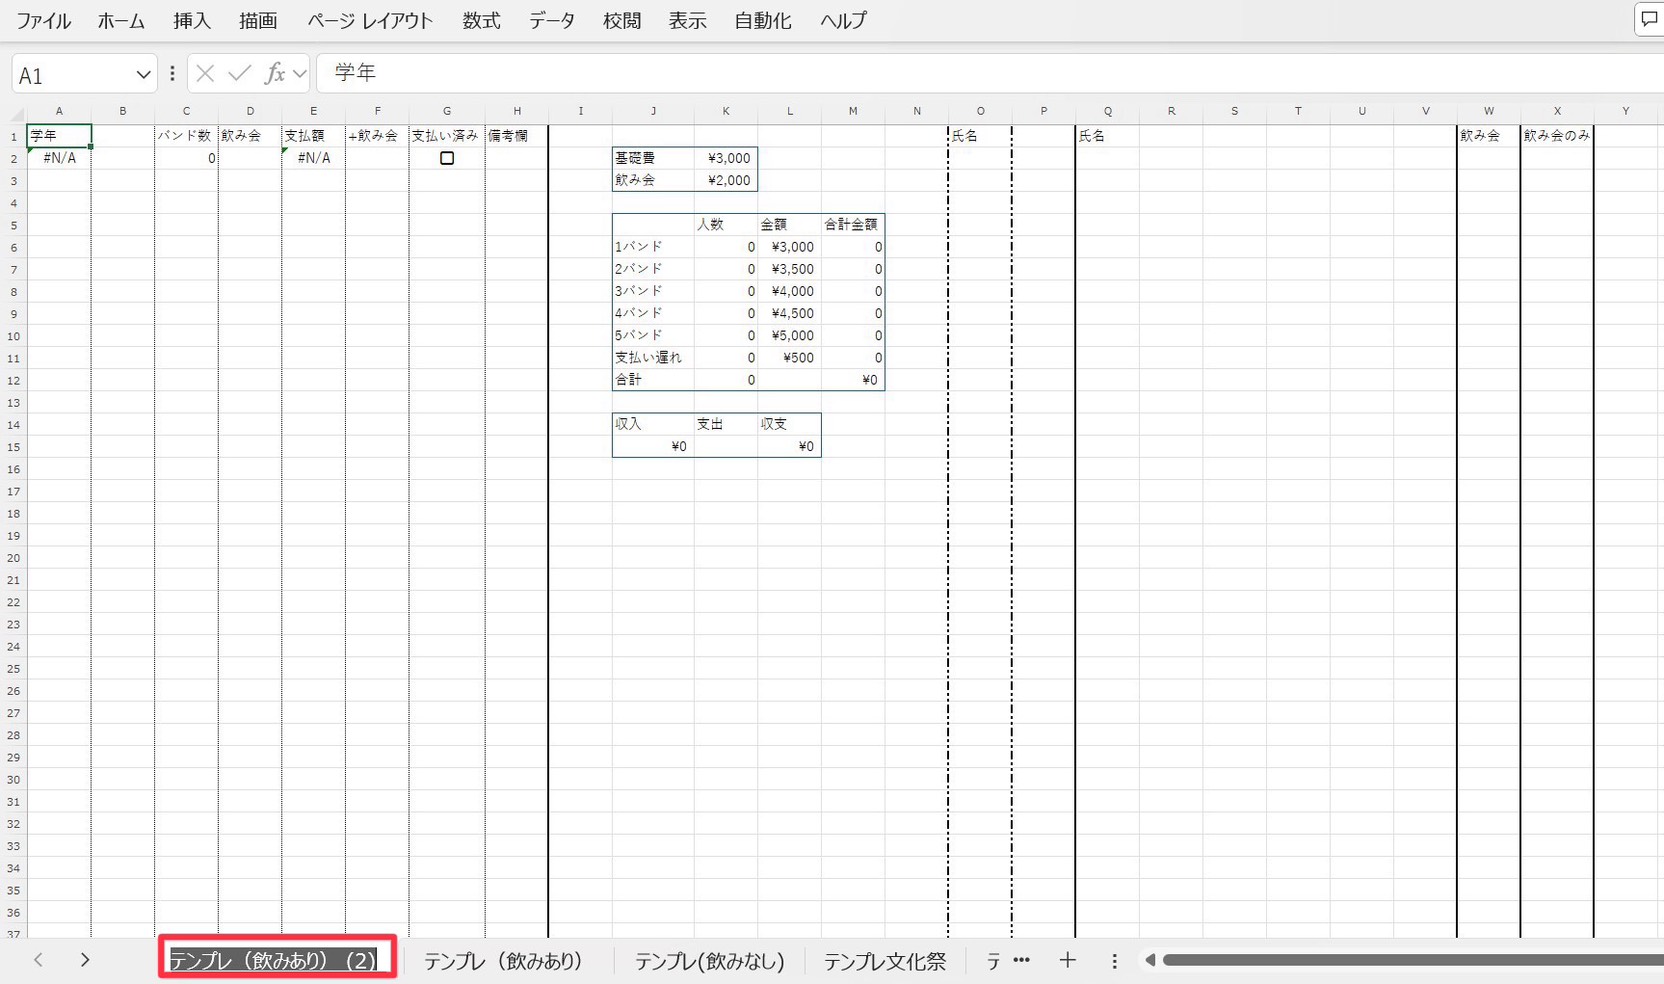 ファイル ホーム 挿入 描画 ページ レイアウト 数式 データ 校閲 表示 自動化 ヘルプ
A1 fx 学年
A B C D E F G H I J K L M N O P Q R S T U V W X Y
1 学年 バンド数 飲み会 支払額 +飲み会 支払い済み 備考欄 氏名 氏名 飲み会 飲み会のみ
2 #N/A 0 #N/A 基礎費 ¥3,000
3 飲み会 ¥2,000
4
5 人数 金額 合計金額
6 1バンド 0 ¥3,000 0
7 2バンド 0 ¥3,500 0
8 3バンド 0 ¥4,000 0
9 4バンド 0 ¥4,500 0
10 5バンド 0 ¥5,000 0
11 支払い遅れ 0 ¥500 0
12 合計 0 ¥0
13
14 収入 支出 収支
15 ¥0 ¥0
16
17
18
19
20
21
22
23
24
25
26
27
28
29
30
31
32
33
34
35
36
37
テンプレ（飲みあり） (2) テンプレ（飲みあり） テンプレ(飲みなし) テンプレ文化祭 テ ···